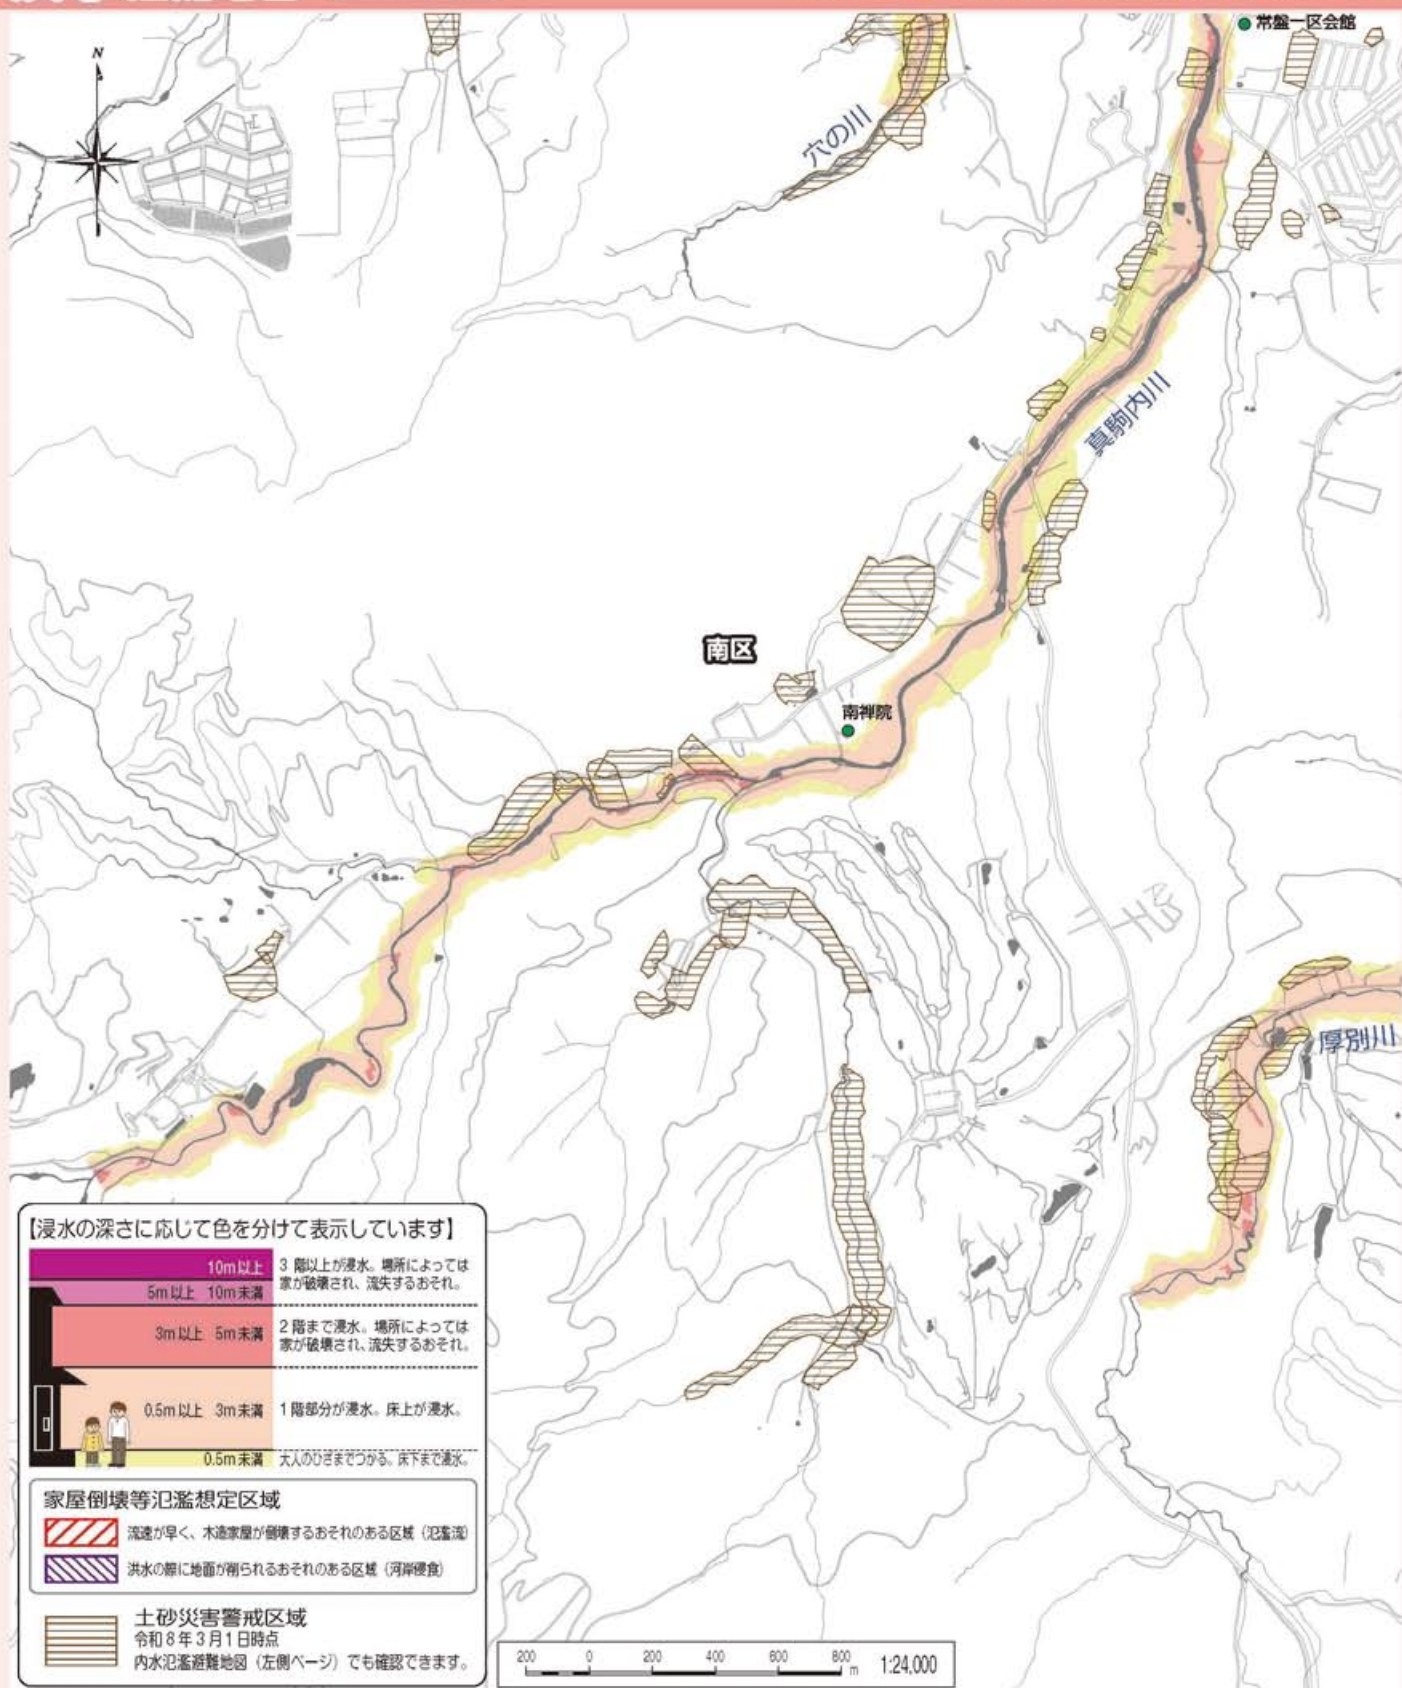 N
常盤一区会館
穴の川
真駒内川
南区
南禅院
厚別川
【浸水の深さに応じて色を分けて表示しています】
10m以上
5m以上 10m未満
3階以上が浸水。場所によっては
家が破壊され、流失するおそれ。
3m以上 5m未満
2階まで浸水。場所によっては
家が破壊され、流失するおそれ。
0.5m以上 3m未満
1階部分が浸水。床上が浸水。
0.5m未満
大人のひざまでつかる。床下まで浸水。
家屋倒壊等氾濫想定区域
流速が早く、木造家屋が倒壊するおそれのある区域（氾濫流）
洪水の際に地面が削られるおそれのある区域（河岸侵食）
土砂災害警戒区域
令和8年3月1日時点
内水氾濫避難地図（左側ページ）でも確認できます。
200 0 200 400 600 800 m 1:24,000